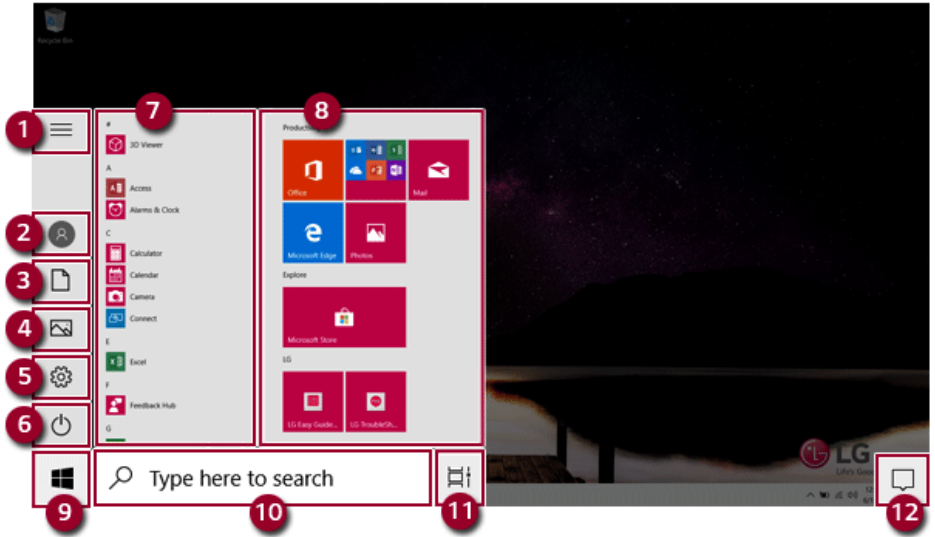 Recycle Bin
7
8
1
#
Productivity
3D Viewer
A
Access
Office
Mail
Alarms & Clock
2
C
Calculator
Microsoft Edge
Photos
3
Calendar
Explore
Camera
4
Connect
Microsoft Store
E
5
Excel
LG
F
6
Feedback Hub
LG Easy Guide...
LG TroubleSh...
G
LG
Life's Good
Type here to search
9
10
11
12